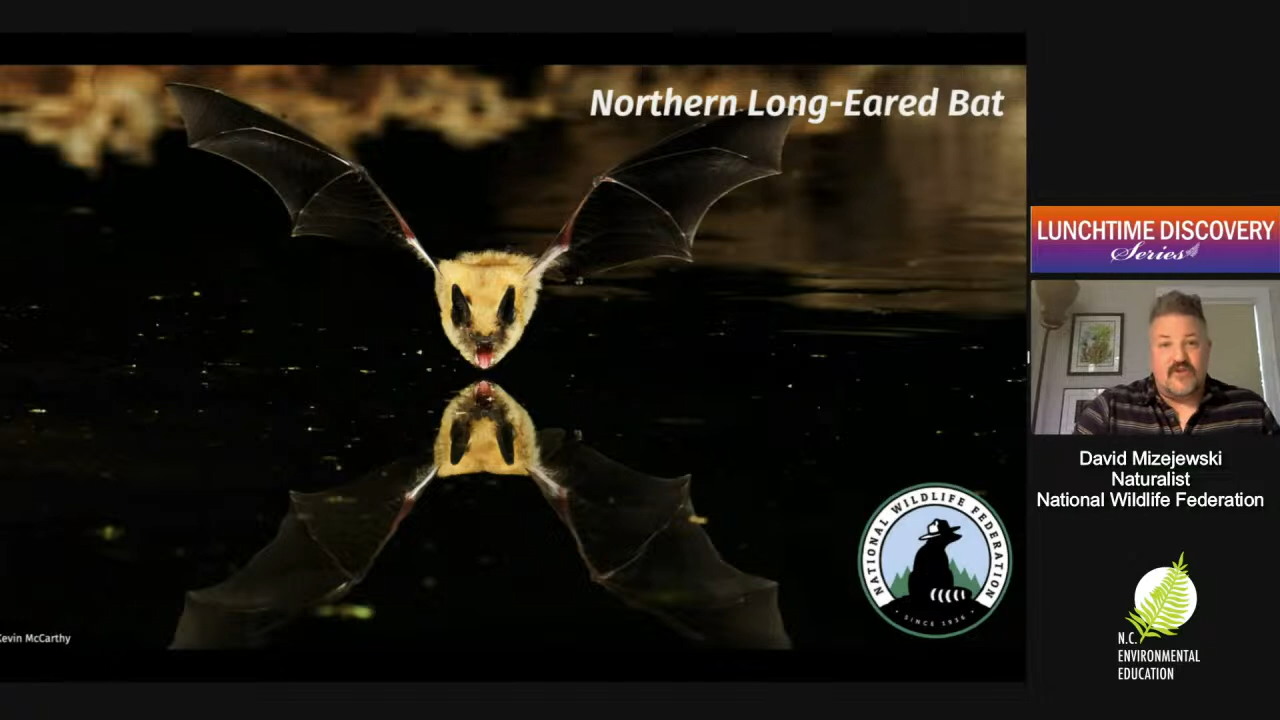 Northern Long-Eared Bat
NATIONAL WILDLIFE FEDERATION
• SINCE 1936 •
Kevin McCarthy
LUNCHTIME DISCOVERY
Series
David Mizejewski
Naturalist
National Wildlife Federation
N.C.
ENVIRONMENTAL
EDUCATION